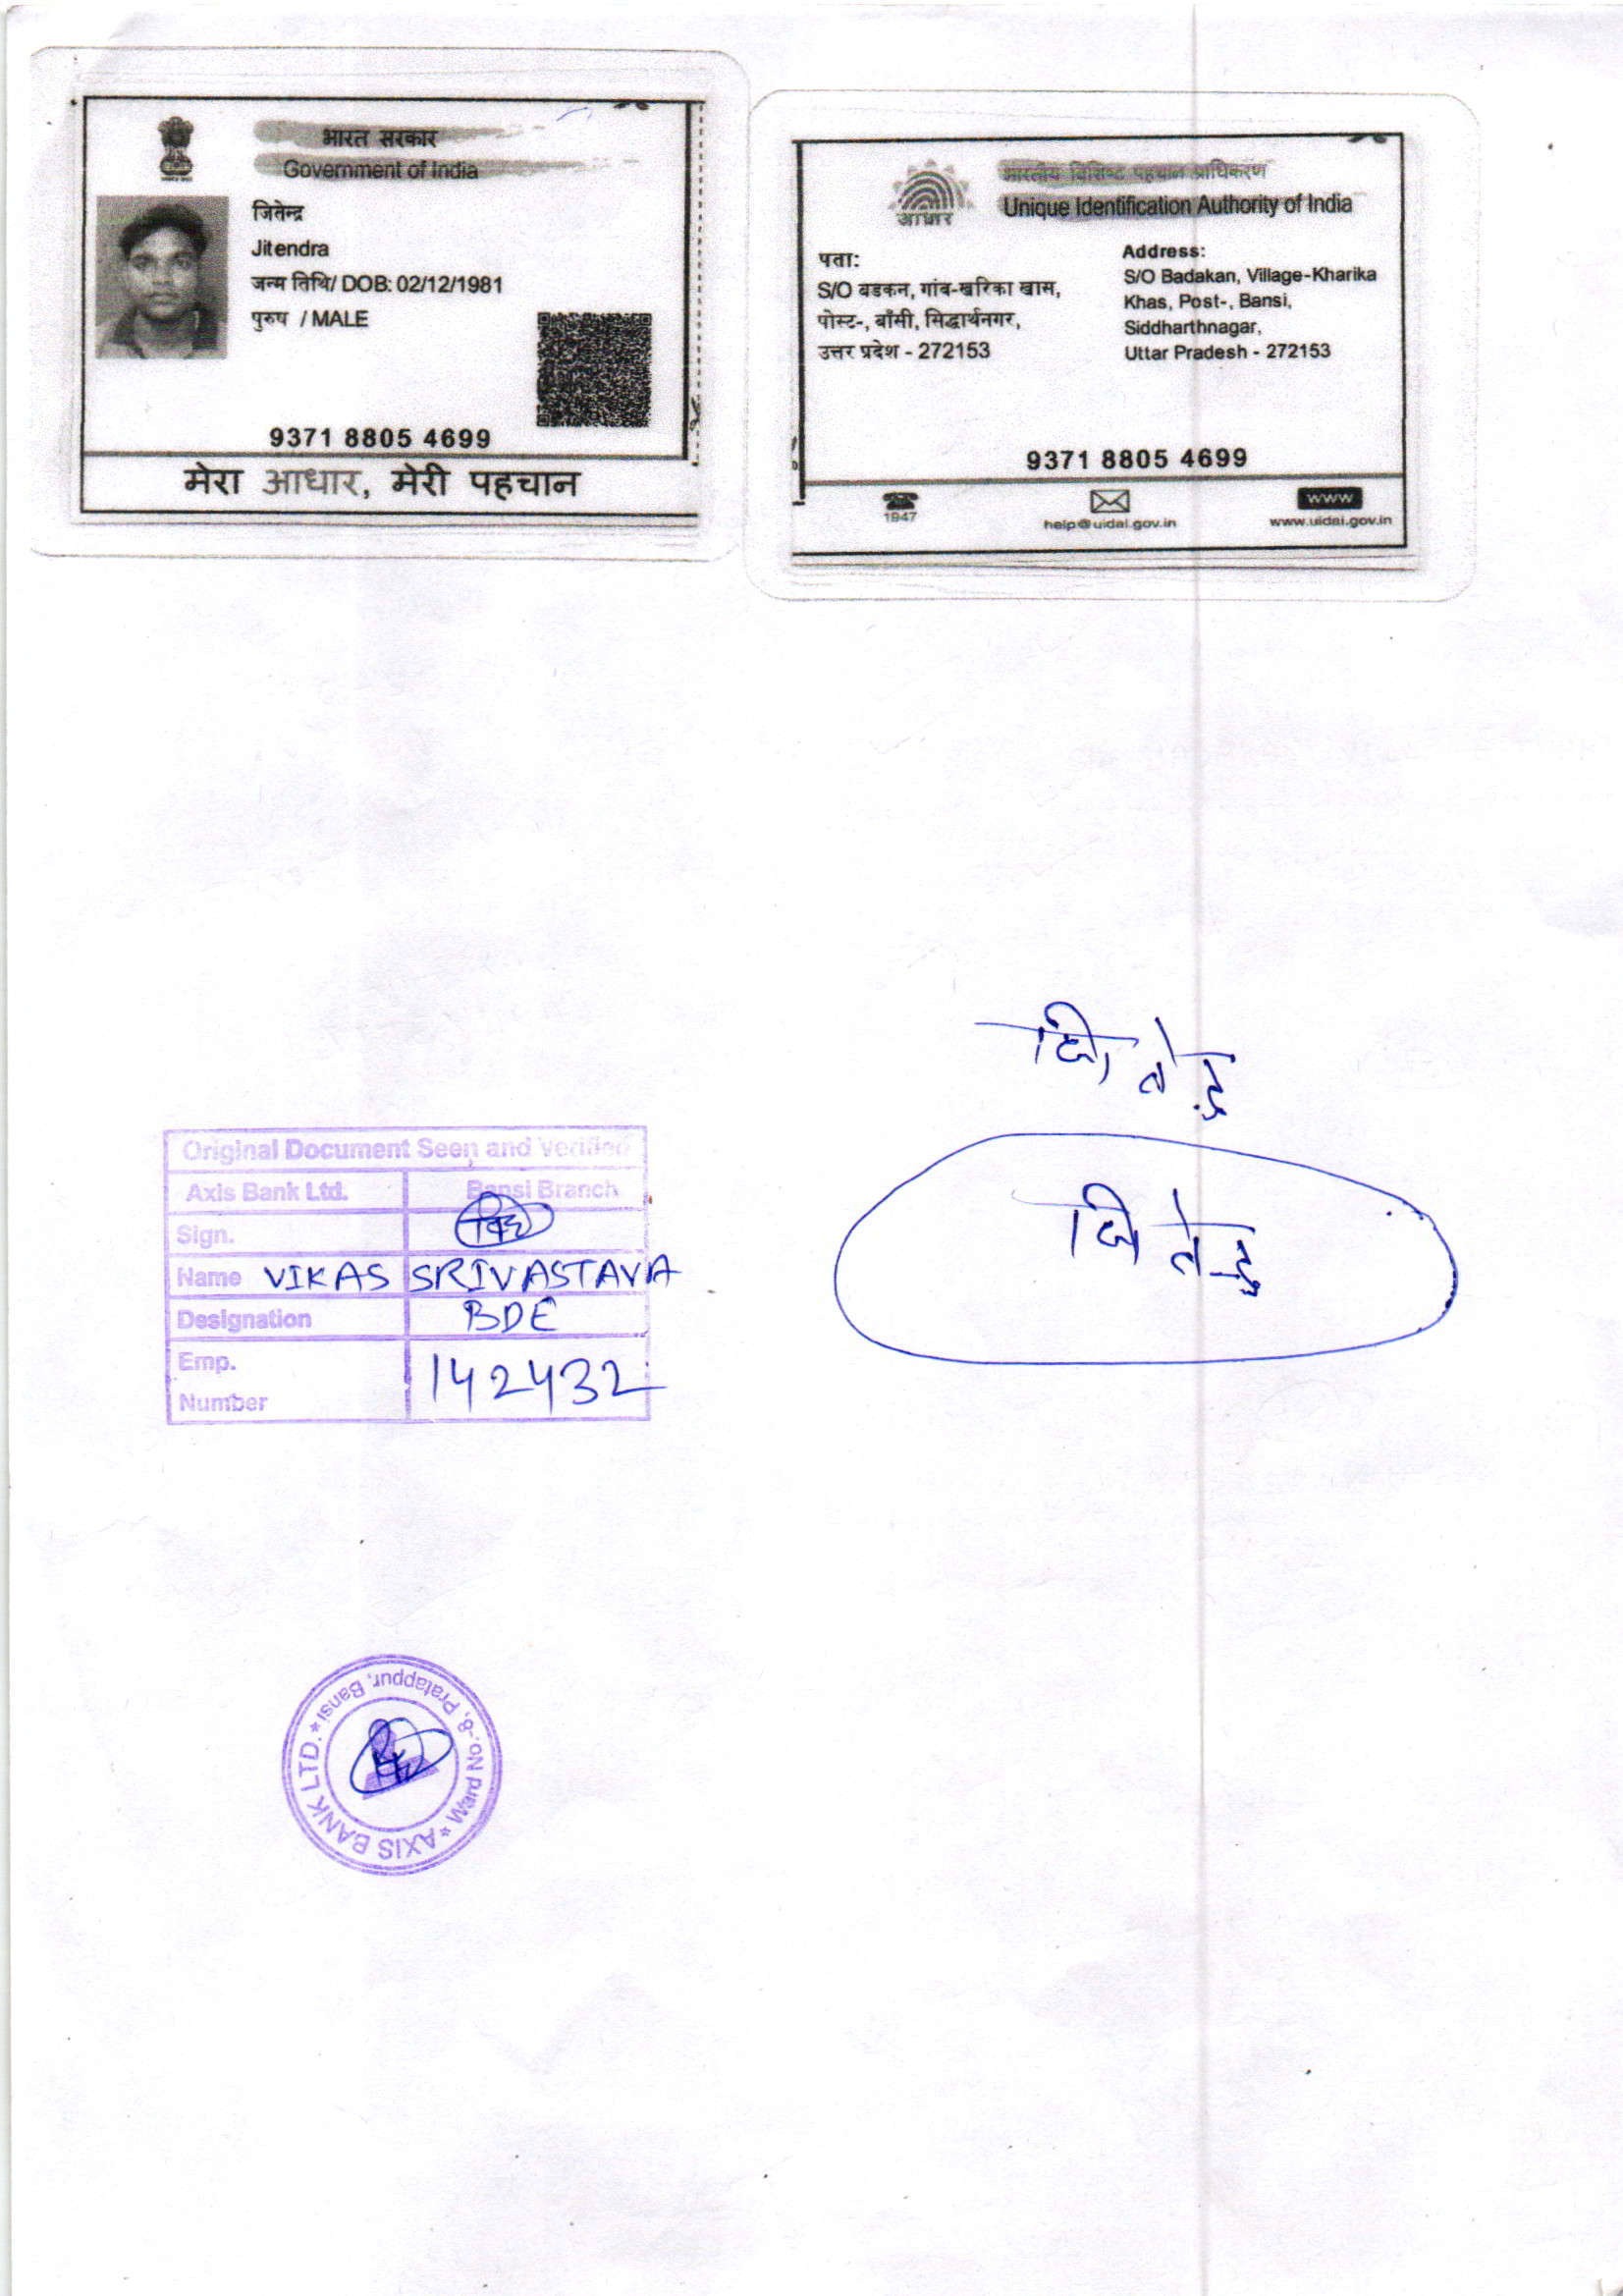 भारत सरकार
Government of India
जितेन्द्र
Jitendra
जन्म तिथि/ DOB: 02/12/1981
पुरुष / MALE
9371 8805 4699
मेरा आधार, मेरी पहचान
भारतीय विशिष्ट पहचान प्राधिकरण
Unique Identification Authority of India
आधार
पता:
S/O बडकन, गांव-खरिका खास,
पोस्ट-, बाँसी, सिद्धार्थनगर,
उत्तर प्रदेश - 272153
Address:
S/O Badakan, Village-Kharika
Khas, Post-, Bansi,
Siddharthnagar,
Uttar Pradesh - 272153
9371 8805 4699
1947
help@uidai.gov.in
www
www.uidai.gov.in
Original Document Seen and Verified
Axis Bank Ltd. Bansi Branch
Sign.
Name VIKAS SRIVASTAVA
Designation BDE
Emp.
Number 142432
AXIS BANK LTD. * Ward No.-8, Pratappur, Bansi *